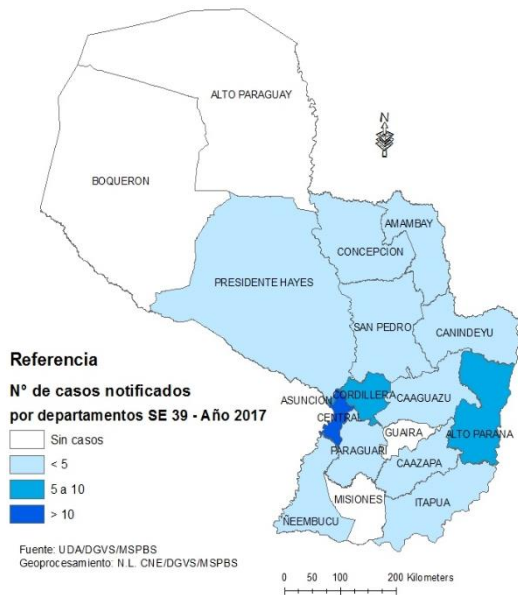 ALTO PARAGUAY
N
BOQUERON
AMAMBAY
CONCEPCION
PRESIDENTE HAYES
SAN PEDRO
CANINDEYU
ASUNCION
CORDILLERA
CAAGUAZU
CENTRAL
GUAIRA
ALTO PARANA
PARAGUARI
CAAZAPA
MISIONES
ITAPUA
ÑEEMBUCU
Referencia
N° de casos notificados
por departamentos SE 39 - Año 2017
Sin casos
< 5
5 a 10
> 10
Fuente: UDA/DGVS/MSPBS
Geoprocesamiento: N.L. CNE/DGVS/MSPBS
0 50 100 200 Kilometers